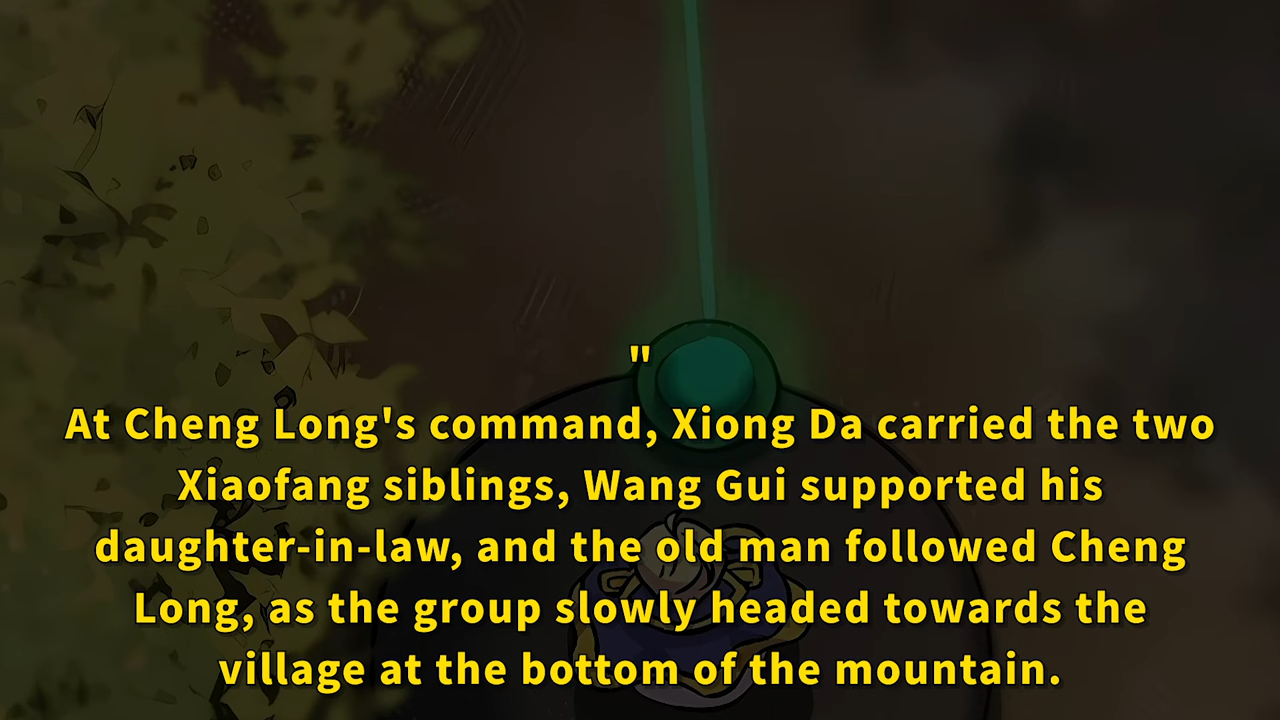 "
At Cheng Long's command, Xiong Da carried the two
Xiaofang siblings, Wang Gui supported his
daughter-in-law, and the old man followed Cheng
Long, as the group slowly headed towards the
village at the bottom of the mountain.